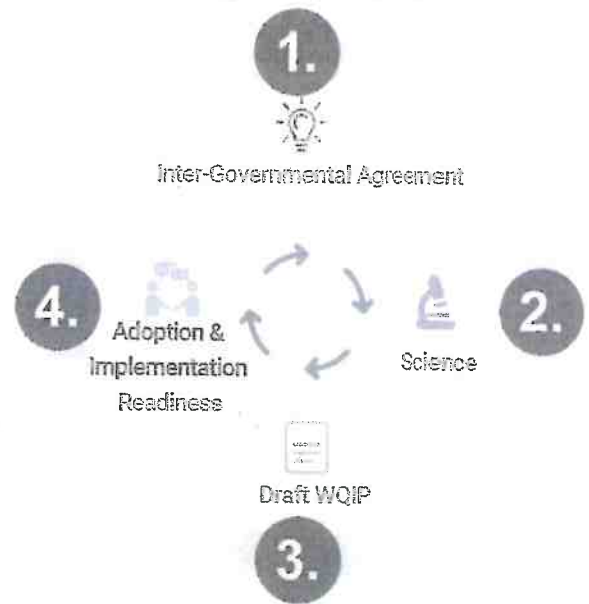 1.
Inter-Governmental Agreement
4.
Adoption &
Implementation
Readiness
Science
2.
Draft WQIP
3.